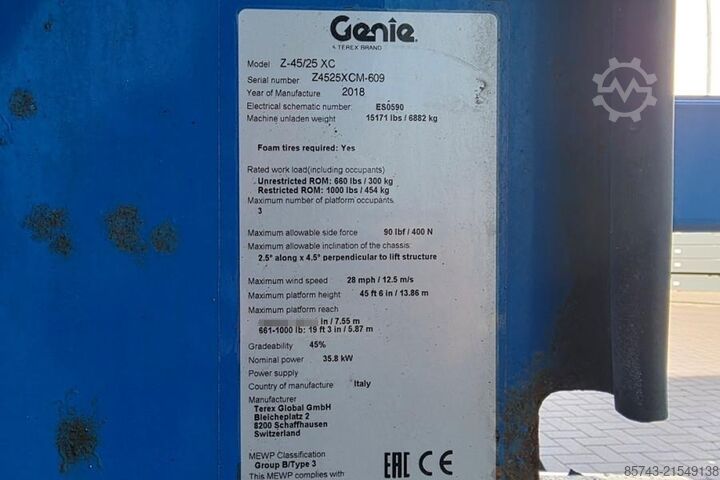 Genie
A TEREX BRAND
Model Z-45/25 XC
Serial number Z4525XCM-609
Year of Manufacture 2018
Electrical schematic number: ES0590
Machine unladen weight 15171 lbs / 6882 kg
Foam tires required: Yes
Rated work load(including occupants)
Unrestricted ROM: 660 lbs / 300 kg
Restricted ROM: 1000 lbs / 454 kg
Maximum number of platform occupants
3
Maximum allowable side force 90 lbf / 400 N
Maximum allowable inclination of the chassis:
2.5° along x 4.5° perpendicular to lift structure
Maximum wind speed 28 mph / 12.5 m/s
Maximum platform height 45 ft 6 in / 13.86 m
Maximum platform reach
in / 7.55 m
661-1000 lb: 19 ft 3 in / 5.87 m
Gradeability 45%
Nominal power 35.8 kW
Power supply
Country of manufacture Italy
Manufacturer
Terex Global GmbH
Bleicheplatz 2
8200 Schaffhausen
Switzerland
MEWP Classification
Group B/Type 3
This MEWP complies with
EAC CE
85743-21549138